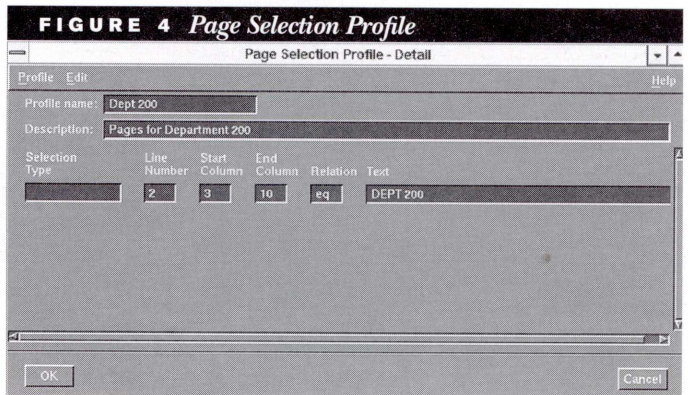 FIGURE 4 Page Selection Profile
Page Selection Profile - Detail
Profile Edit Help
Profile name: Dept 200
Description: Pages for Department 200
Selection Type Line Number Start Column End Column Relation Text
2 3 10 eq DEPT 200
OK Cancel